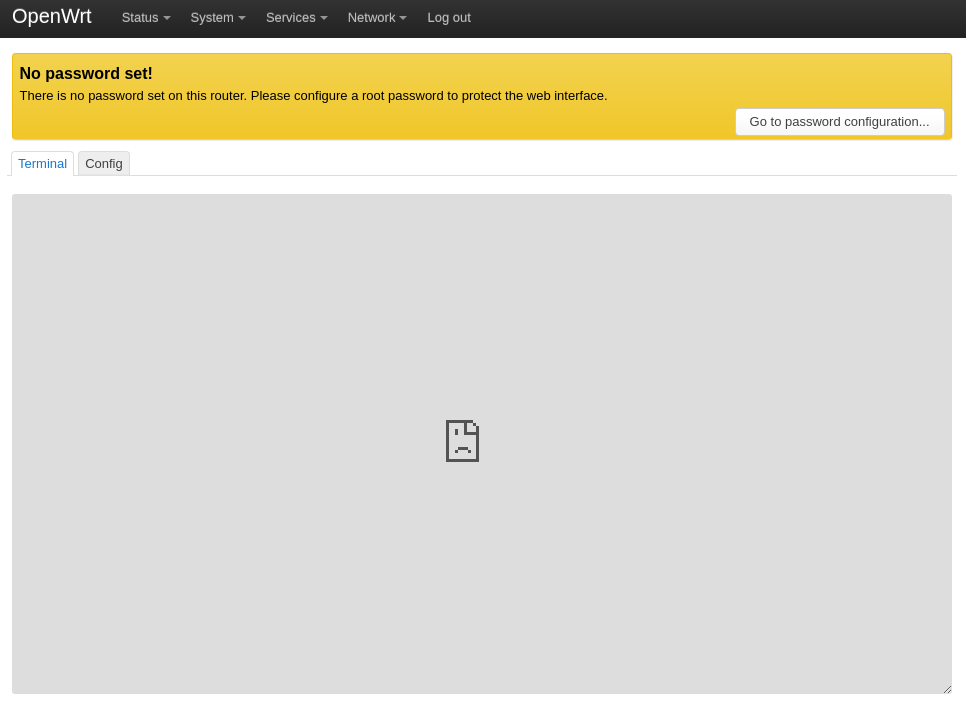 OpenWrt Status System Services Network Log out
No password set!
There is no password set on this router. Please configure a root password to protect the web interface.
Go to password configuration...
Terminal Config